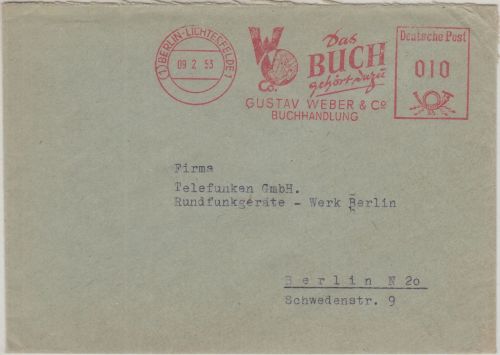 (1) BERLIN-LICHTERFELDE 1
09 2 53
W
Co.
Das
BUCH
gehört dazu
GUSTAV WEBER & Co
BUCHHANDLUNG
Deutsche Post
010
Firma
Telefunken GmbH.
Rundfunkgeräte - Werk Berlin
Berlin N 20
Schwedenstr. 9